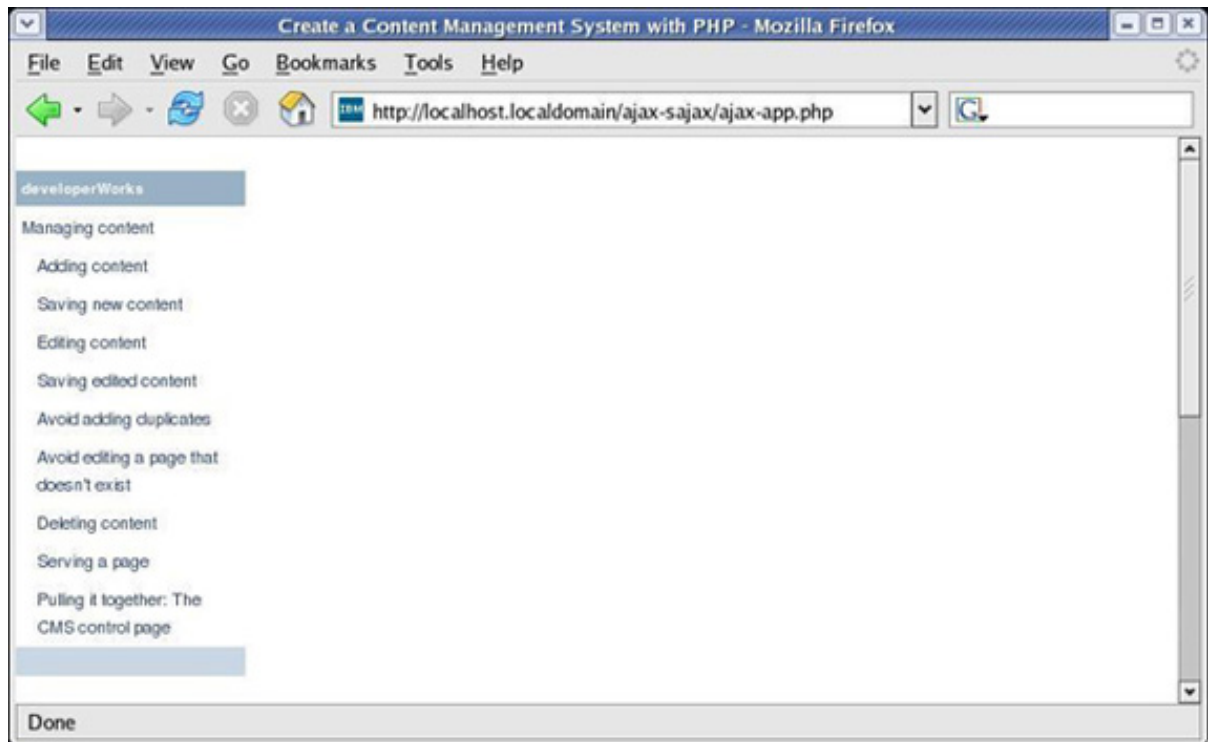 Create a Content Management System with PHP - Mozilla Firefox
File Edit View Go Bookmarks Tools Help
IBM http://localhost.localdomain/ajax-sajax/ajax-app.php G
developerWorks
Managing content
Adding content
Saving new content
Editing content
Saving edited content
Avoid adding duplicates
Avoid editing a page that
doesn't exist
Deleting content
Serving a page
Pulling it together: The
CMS control page
Done